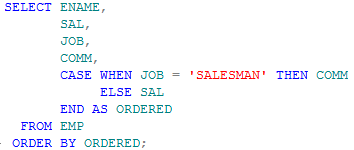 SELECT ENAME,
SAL,
JOB,
COMM,
CASE WHEN JOB = 'SALESMAN' THEN COMM
ELSE SAL
END AS ORDERED
FROM EMP
ORDER BY ORDERED;